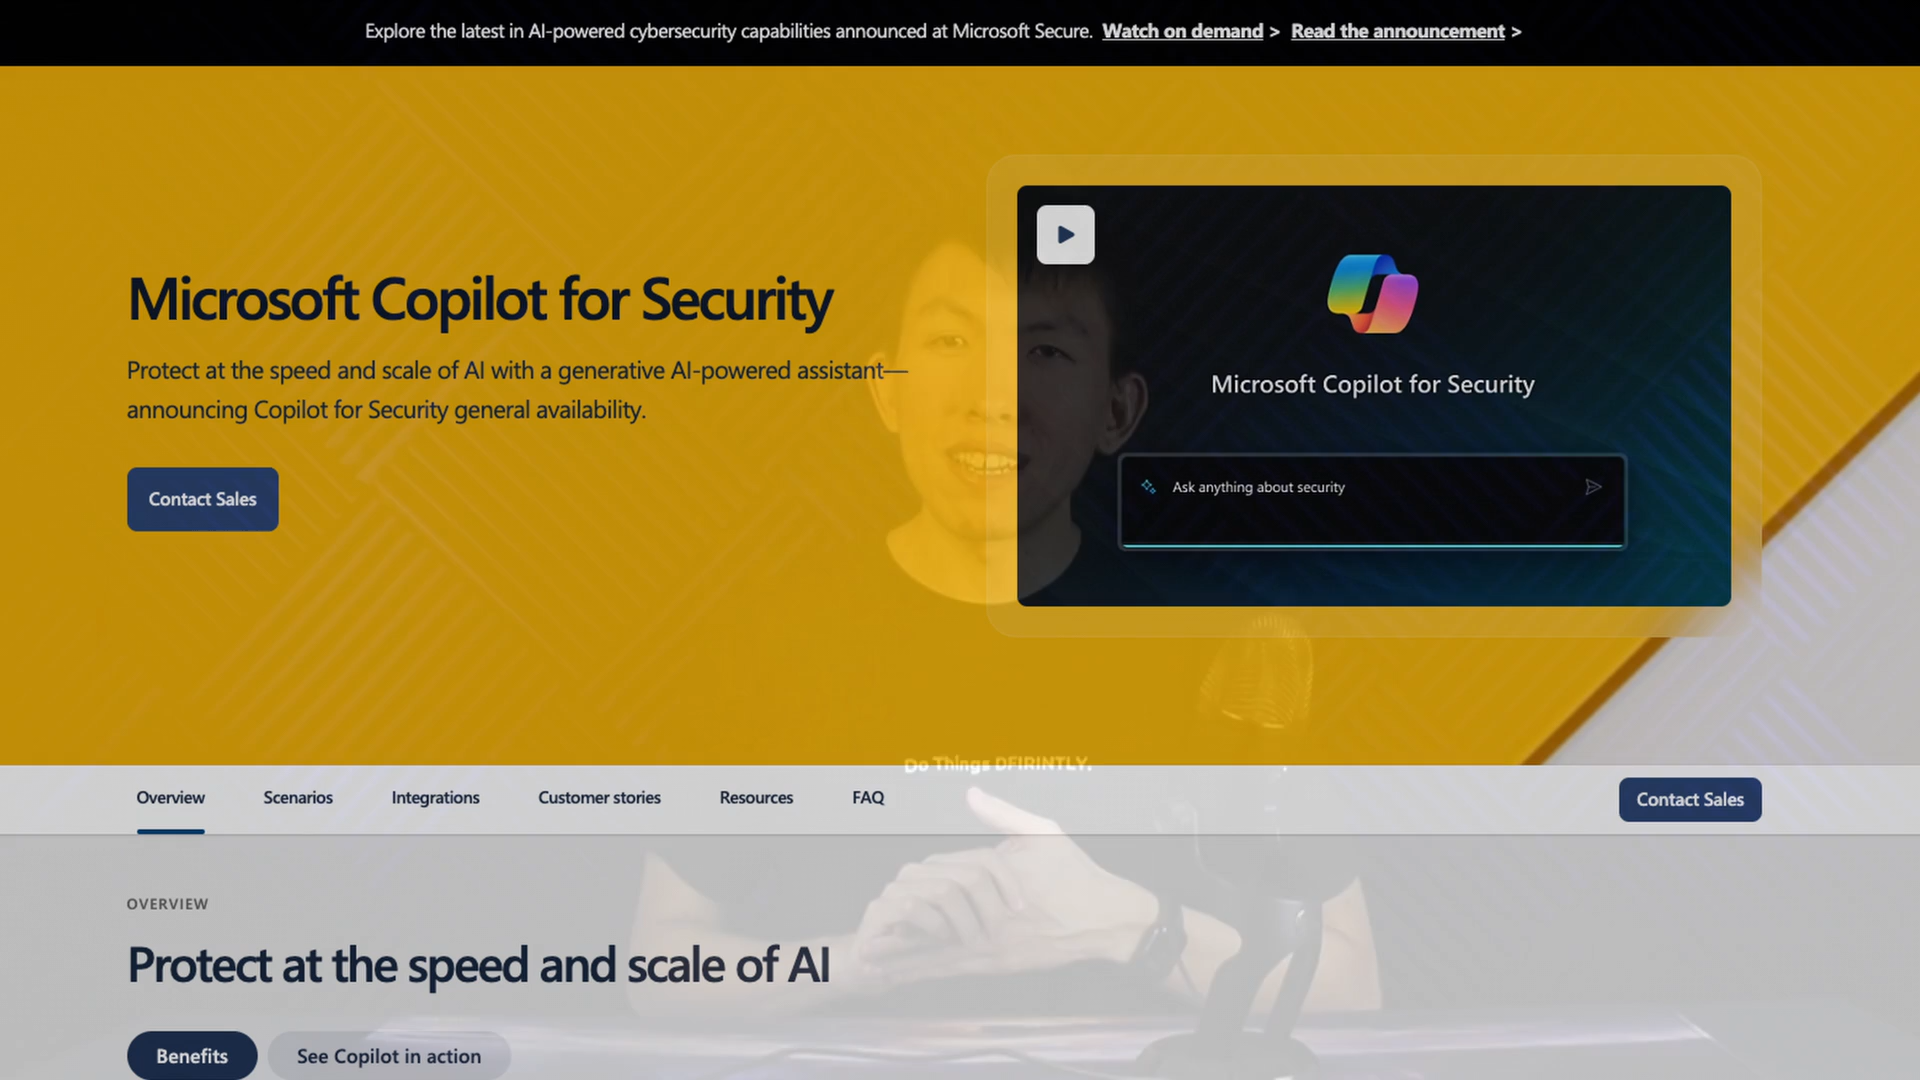 Explore the latest in AI-powered cybersecurity capabilities announced at Microsoft Secure. Watch on demand > Read the announcement >
Microsoft Copilot for Security
Protect at the speed and scale of AI with a generative AI-powered assistant—
announcing Copilot for Security general availability.
Contact Sales
Microsoft Copilot for Security
Ask anything about security
Do Things
Overview Scenarios Integrations Customer stories Resources FAQ Contact Sales
OVERVIEW
Protect at the speed and scale of AI
Benefits See Copilot in action